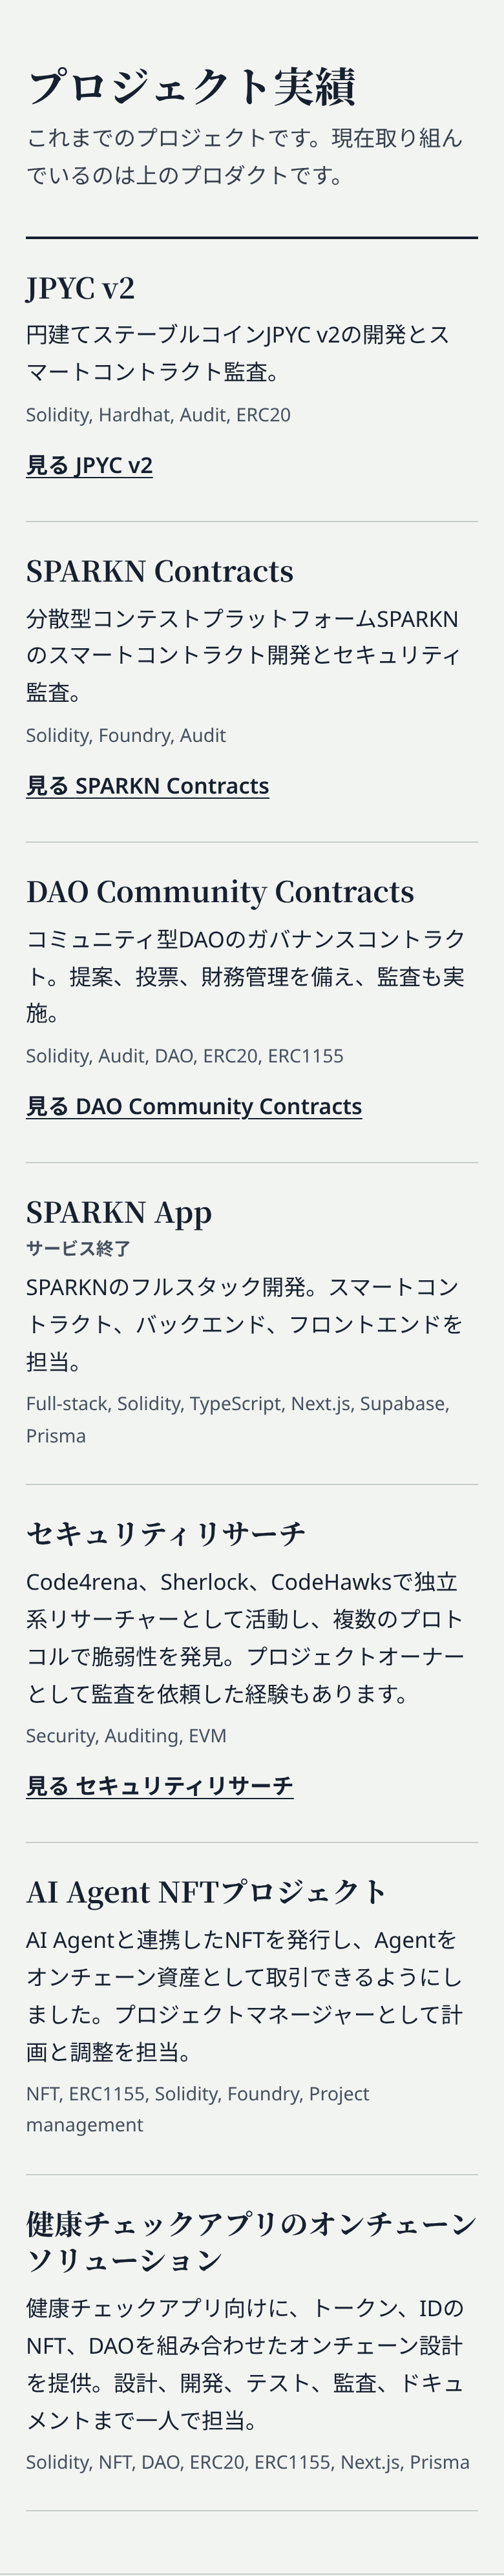 プロジェクト実績
これまでのプロジェクトです。現在取り組ん
でいるのは上のプロダクトです。
JPYC v2
円建てステーブルコインJPYC v2の開発とス
マートコントラクト監査。
Solidity, Hardhat, Audit, ERC20
見る JPYC v2
SPARKN Contracts
分散型コンテストプラットフォームSPARKN
のスマートコントラクト開発とセキュリティ
監査。
Solidity, Foundry, Audit
見る SPARKN Contracts
DAO Community Contracts
コミュニティ型DAOのガバナンスコントラク
ト。提案、投票、財務管理を備え、監査も実
施。
Solidity, Audit, DAO, ERC20, ERC1155
見る DAO Community Contracts
SPARKN App
サービス終了
SPARKNのフルスタック開発。スマートコン
トラクト、バックエンド、フロントエンドを
担当。
Full-stack, Solidity, TypeScript, Next.js, Supabase,
Prisma
セキュリティリサーチ
Code4rena、Sherlock、CodeHawksで独立
系リサーチャーとして活動し、複数のプロト
コルで脆弱性を発見。プロジェクトオーナー
として監査を依頼した経験もあります。
Security, Auditing, EVM
見る セキュリティリサーチ
AI Agent NFTプロジェクト
AI Agentと連携したNFTを発行し、Agentを
オンチェーン資産として取引できるようにし
ました。プロジェクトマネージャーとして計
画と調整を担当。
NFT, ERC1155, Solidity, Foundry, Project
management
健康チェックアプリのオンチェーン
ソリューション
健康チェックアプリ向けに、トークン、IDの
NFT、DAOを組み合わせたオンチェーン設計
を提供。設計、開発、テスト、監査、ドキュ
メントまで一人で担当。
Solidity, NFT, DAO, ERC20, ERC1155, Next.js, Prisma